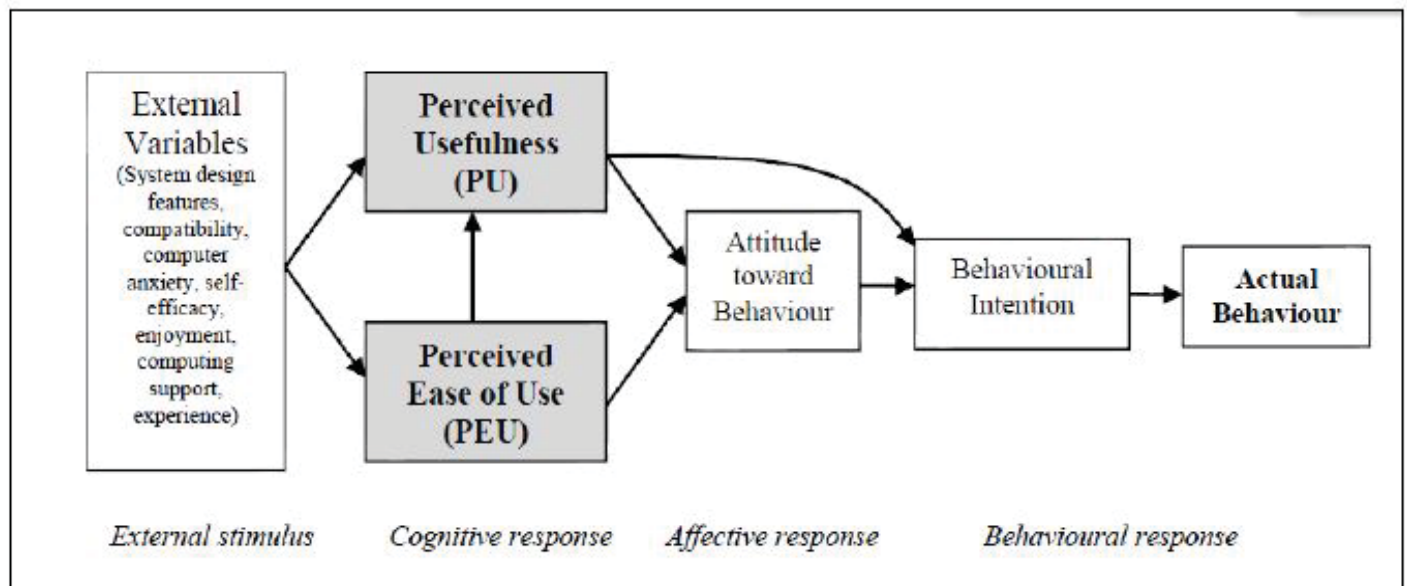 External
Variables
(System design
features,
compatibility,
computer
anxiety, self-
efficacy,
enjoyment,
computing
support,
experience)
Perceived
Usefulness
(PU)
Perceived
Ease of Use
(PEU)
Attitude
toward
Behaviour
Behavioural
Intention
Actual
Behaviour
External stimulus
Cognitive response
Affective response
Behavioural response